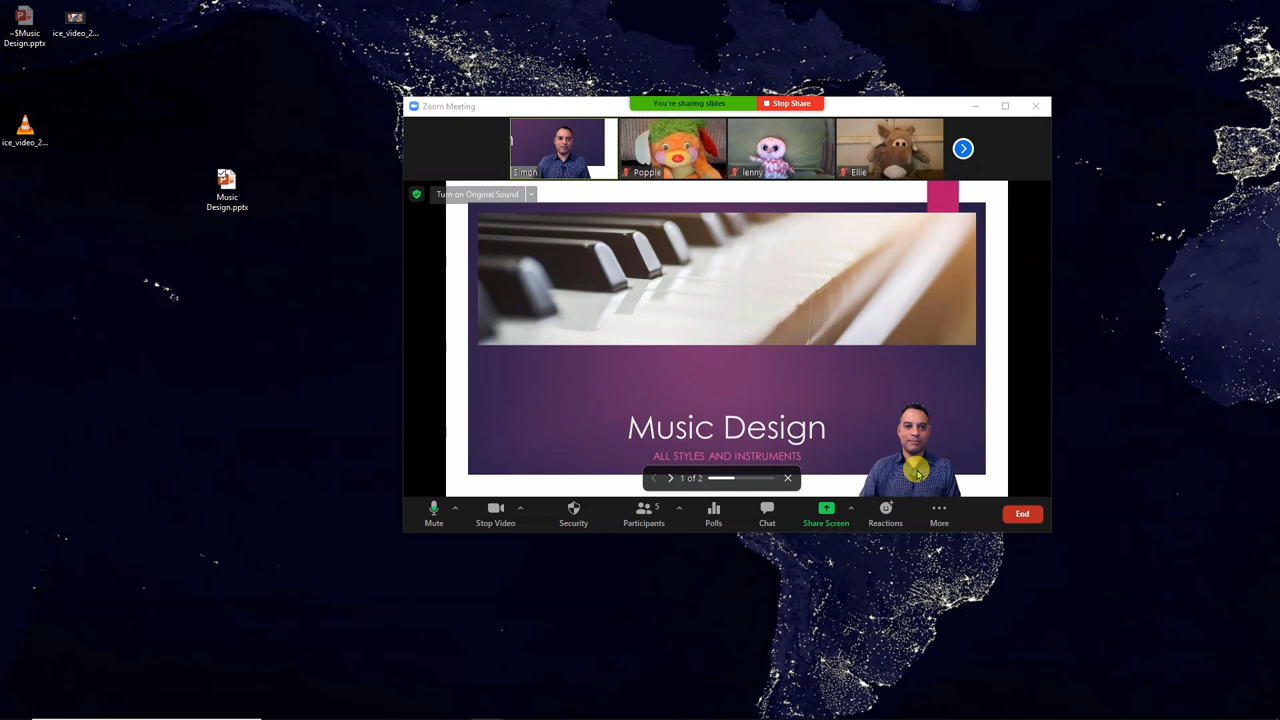 ~$Music
Design.pptx
ice_video_2...
ice_video_2...
Music
Design.pptx
Zoom Meeting
You're sharing slides
Stop Share
Simon
Popple
lenny
Ellie
Turn on Original Sound
Music Design
ALL STYLES AND INSTRUMENTS
1 of 2
Mute
Stop Video
Security
5
Participants
Polls
Chat
Share Screen
Reactions
More
End